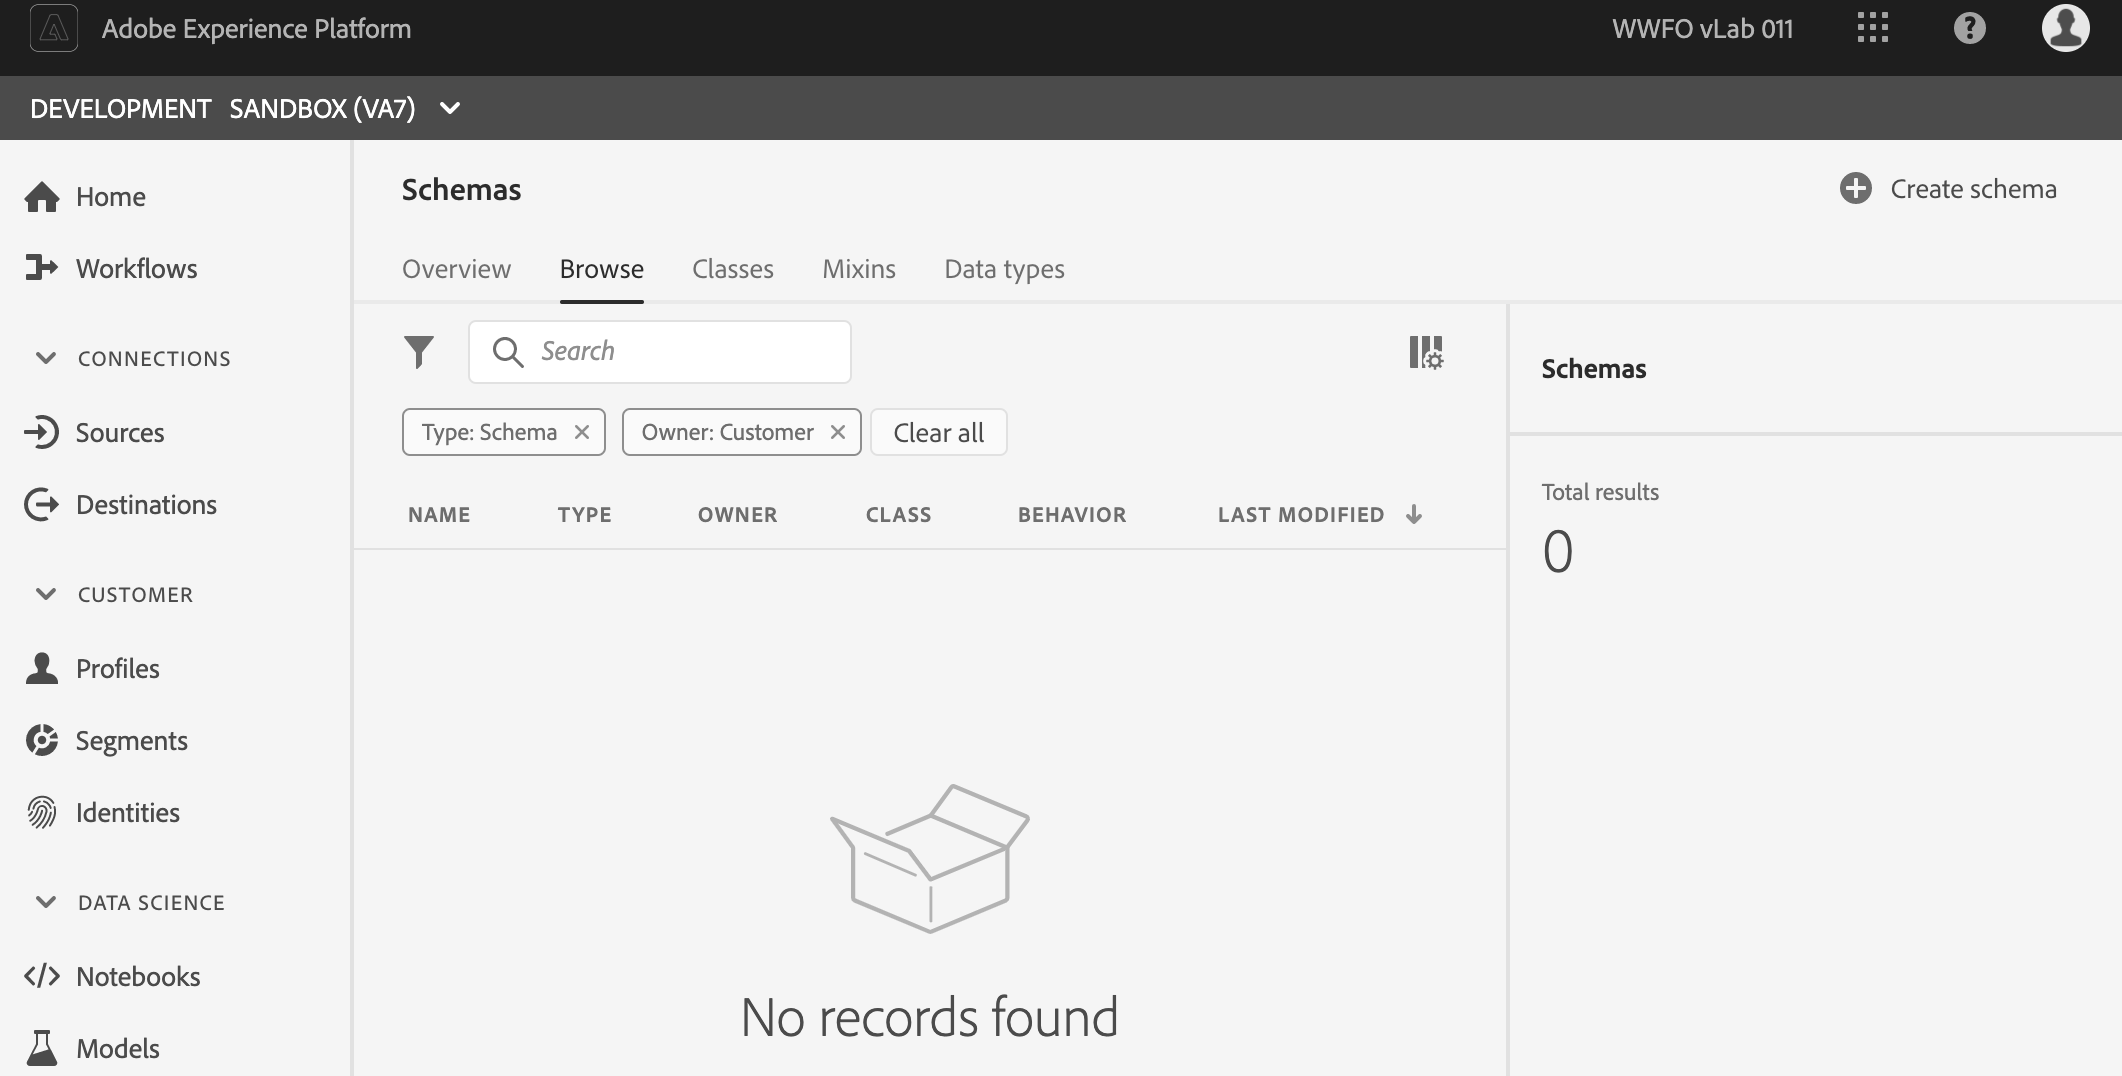 Adobe Experience Platform
WWFO vLab 011
DEVELOPMENT SANDBOX (VA7)
Home
Workflows
CONNECTIONS
Sources
Destinations
CUSTOMER
Profiles
Segments
Identities
DATA SCIENCE
Notebooks
Models
Schemas
Create schema
Overview Browse Classes Mixins Data types
Search
Type: Schema Owner: Customer Clear all
NAME TYPE OWNER CLASS BEHAVIOR LAST MODIFIED
No records found
Schemas
Total results
0